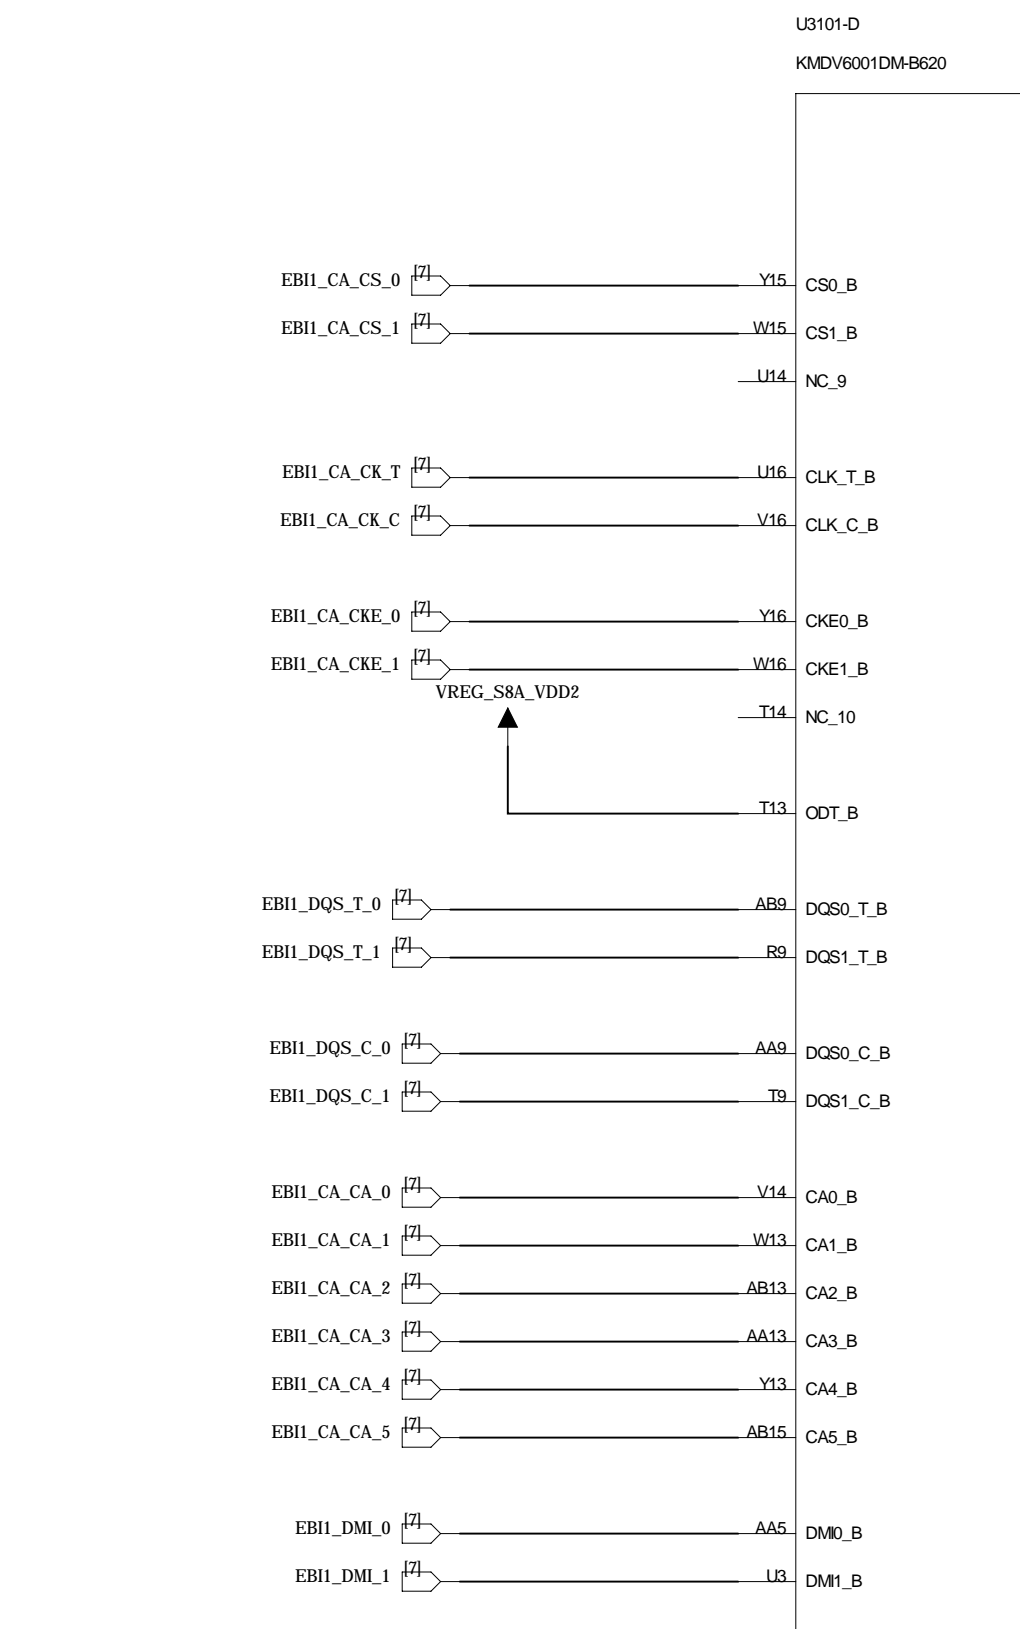 U3101-D
KMDV6001DM-B620
EBI1_CA_CS_0 [7] Y15 CS0_B
EBI1_CA_CS_1 [7] W15 CS1_B
U14 NC_9
EBI1_CA_CK_T [7] U16 CLK_T_B
EBI1_CA_CK_C [7] V16 CLK_C_B
EBI1_CA_CKE_0 [7] Y16 CKE0_B
EBI1_CA_CKE_1 [7] W16 CKE1_B
VREG_S8A_VDD2
T14 NC_10
T13 ODT_B
EBI1_DQS_T_0 [7] AB9 DQS0_T_B
EBI1_DQS_T_1 [7] R9 DQS1_T_B
EBI1_DQS_C_0 [7] AA9 DQS0_C_B
EBI1_DQS_C_1 [7] T9 DQS1_C_B
EBI1_CA_CA_0 [7] V14 CA0_B
EBI1_CA_CA_1 [7] W13 CA1_B
EBI1_CA_CA_2 [7] AB13 CA2_B
EBI1_CA_CA_3 [7] AA13 CA3_B
EBI1_CA_CA_4 [7] Y13 CA4_B
EBI1_CA_CA_5 [7] AB15 CA5_B
EBI1_DMI_0 [7] AA5 DMI0_B
EBI1_DMI_1 [7] U3 DMI1_B